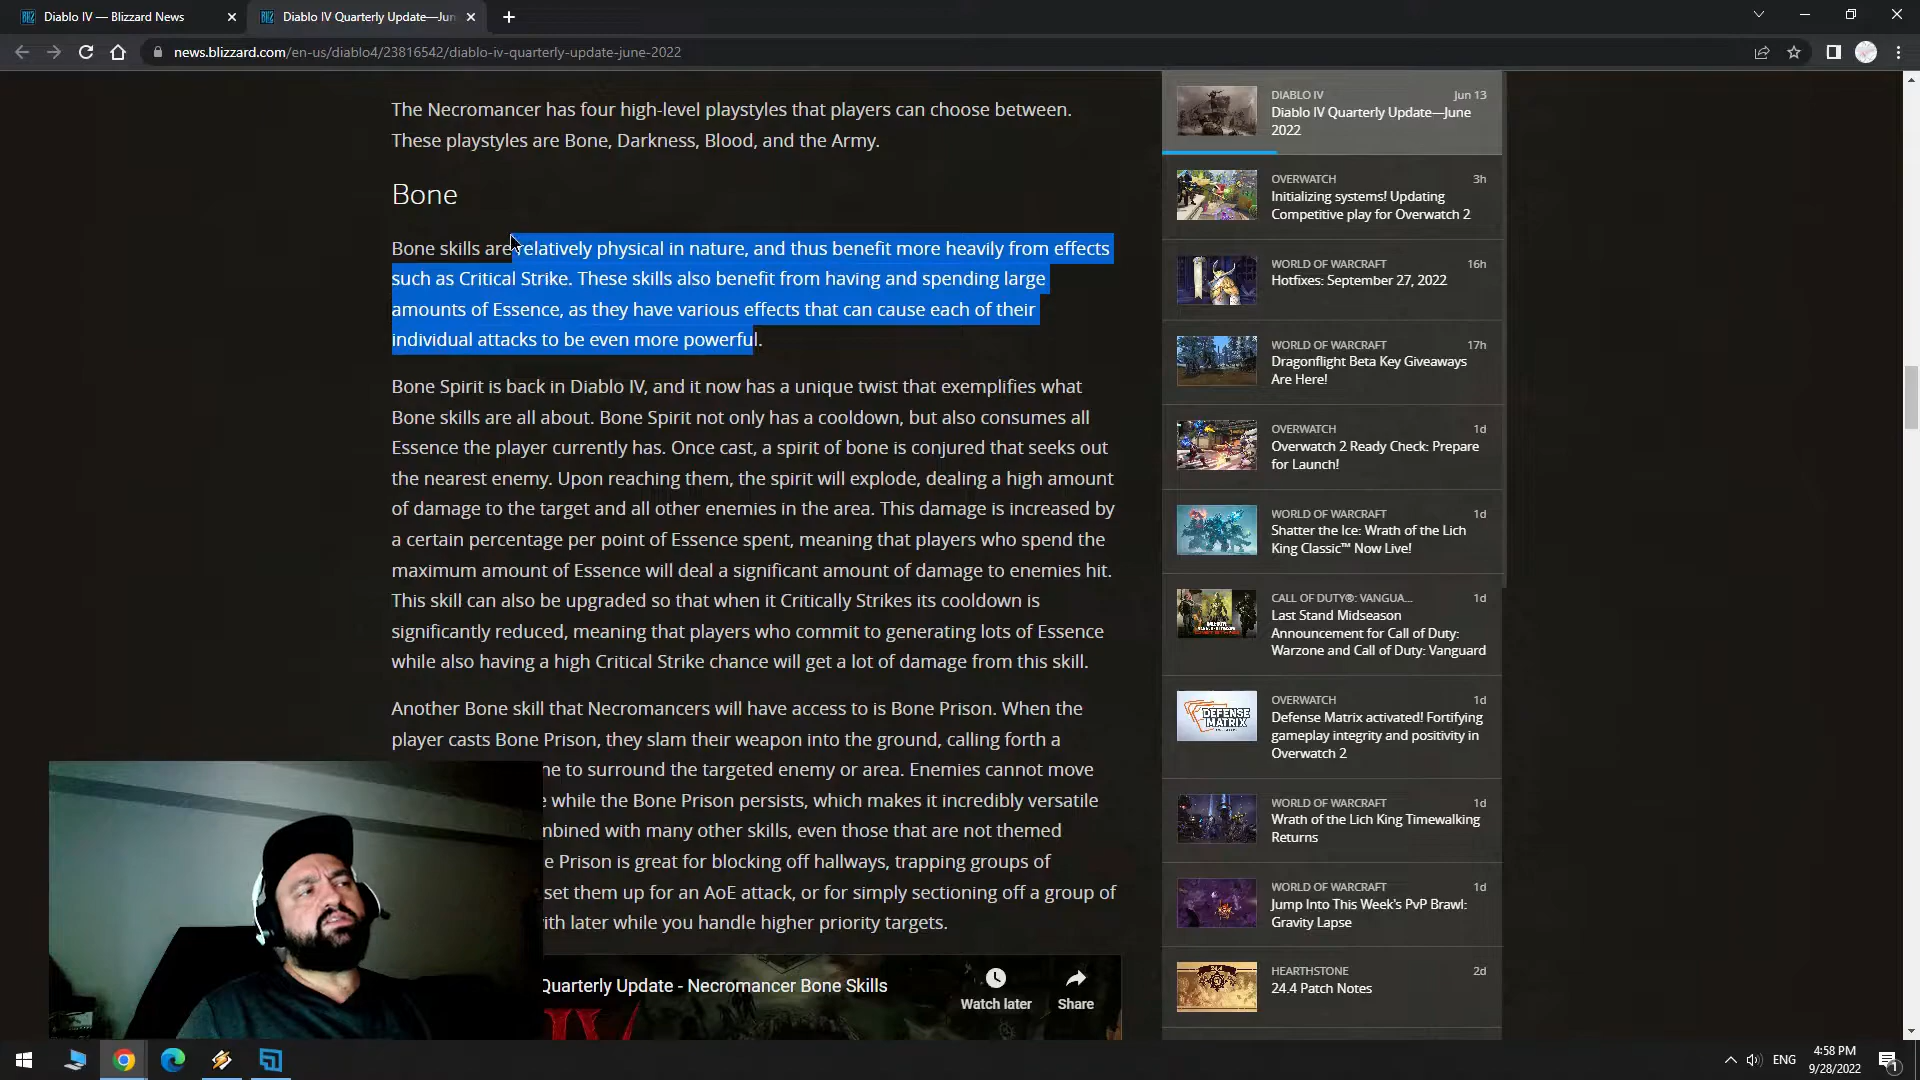 Diablo IV — Blizzard News
Diablo IV Quarterly Update—Jun
news.blizzard.com/en-us/diablo4/23816542/diablo-iv-quarterly-update-june-2022
The Necromancer has four high-level playstyles that players can choose between.
These playstyles are Bone, Darkness, Blood, and the Army.
Bone
Bone skills are relatively physical in nature, and thus benefit more heavily from effects
such as Critical Strike. These skills also benefit from having and spending large
amounts of Essence, as they have various effects that can cause each of their
individual attacks to be even more powerful.
Bone Spirit is back in Diablo IV, and it now has a unique twist that exemplifies what
Bone skills are all about. Bone Spirit not only has a cooldown, but also consumes all
Essence the player currently has. Once cast, a spirit of bone is conjured that seeks out
the nearest enemy. Upon reaching them, the spirit will explode, dealing a high amount
of damage to the target and all other enemies in the area. This damage is increased by
a certain percentage per point of Essence spent, meaning that players who spend the
maximum amount of Essence will deal a significant amount of damage to enemies hit.
This skill can also be upgraded so that when it Critically Strikes its cooldown is
significantly reduced, meaning that players who commit to generating lots of Essence
while also having a high Critical Strike chance will get a lot of damage from this skill.
Another Bone skill that Necromancers will have access to is Bone Prison. When the
player casts Bone Prison, they slam their weapon into the ground, calling forth a
ne to surround the targeted enemy or area. Enemies cannot move
e while the Bone Prison persists, which makes it incredibly versatile
mbined with many other skills, even those that are not themed
e Prison is great for blocking off hallways, trapping groups of
set them up for an AoE attack, or for simply sectioning off a group of
ith later while you handle higher priority targets.
Quarterly Update - Necromancer Bone Skills
Watch later
Share
DIABLO IV
Jun 13
Diablo IV Quarterly Update—June
2022
OVERWATCH
3h
Initializing systems! Updating
Competitive play for Overwatch 2
WORLD OF WARCRAFT
16h
Hotfixes: September 27, 2022
WORLD OF WARCRAFT
17h
Dragonflight Beta Key Giveaways
Are Here!
OVERWATCH
1d
Overwatch 2 Ready Check: Prepare
for Launch!
WORLD OF WARCRAFT
1d
Shatter the Ice: Wrath of the Lich
King Classic™ Now Live!
CALL OF DUTY®: VANGUA...
1d
Last Stand Midseason
Announcement for Call of Duty:
Warzone and Call of Duty: Vanguard
DEFENSE
MATRIX
OVERWATCH
1d
Defense Matrix activated! Fortifying
gameplay integrity and positivity in
Overwatch 2
WORLD OF WARCRAFT
1d
Wrath of the Lich King Timewalking
Returns
WORLD OF WARCRAFT
1d
Jump Into This Week's PvP Brawl:
Gravity Lapse
24.4
HEARTHSTONE
2d
24.4 Patch Notes
ENG
4:58 PM
9/28/2022
1